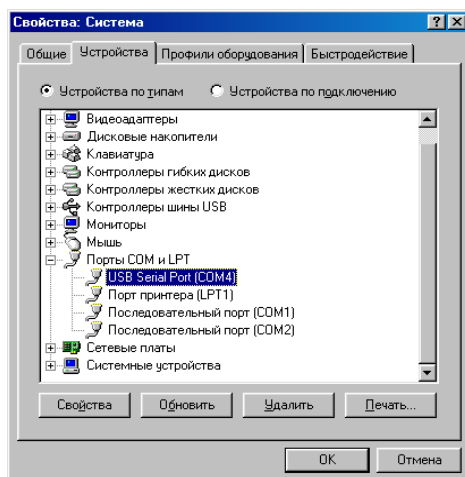 Свойства: Система
Общие Устройства Профили оборудования Быстродействие
Устройства по типам Устройства по подключению
Видеоадаптеры
Дисковые накопители
Клавиатура
Контроллеры гибких дисков
Контроллеры жестких дисков
Контроллеры шины USB
Мониторы
Мышь
Порты COM и LPT
USB Serial Port (COM4)
Порт принтера (LPT1)
Последовательный порт (COM1)
Последовательный порт (COM2)
Сетевые платы
Системные устройства
Свойства Обновить Удалить Печать...
OK Отмена